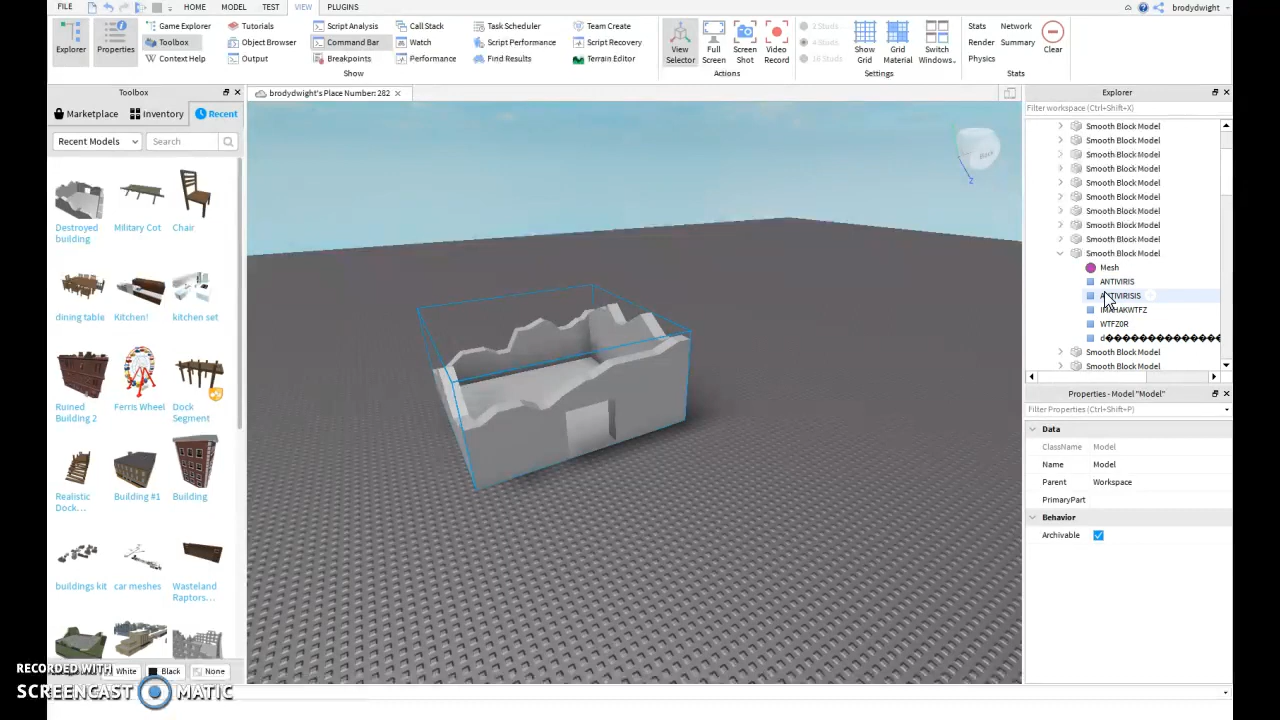 FILE HOME MODEL TEST VIEW PLUGINS brodydwight
Explorer Properties Game Explorer Tutorials Script Analysis Call Stack Task Scheduler Team Create View Selector Full Screen Screen Shot Video Record 2 Studs Show Grid Grid Material Switch Windows.. Stats Network Clear
Toolbox Object Browser Command Bar Watch Script Performance Script Recovery 4 Studs Render Summary
Context Help Output Breakpoints Performance Find Results Terrain Editor 16 Studs Physics
Show Actions Settings Stats
Toolbox brodydwight's Place Number: 282 Explorer
Marketplace Inventory Recent Filter workspace (Ctrl+Shift+X)
Recent Models Search
Smooth Block Model
Smooth Block Model
Smooth Block Model
Smooth Block Model
Smooth Block Model
Smooth Block Model
Smooth Block Model
Smooth Block Model
Smooth Block Model
Smooth Block Model
Mesh
ANTIVIRIS
IMAHAKWTFZ
WTFZ0R
d�����������������
Smooth Block Model
Smooth Block Model
Destroyed building Military Cot Chair
dining table Kitchen! kitchen set
Ruined Building 2 Ferris Wheel Dock Segment
Realistic Dock... Building #1 Building
buildings kit car meshes Wasteland Raptors...
Properties - Model "Model"
Filter Properties (Ctrl+Shift+P)
Data
ClassName Model
Name Model
Parent Workspace
PrimaryPart
Behavior
Archivable
Back
Z
White Black None
RECORDED WITH
SCREENCAST MATIC